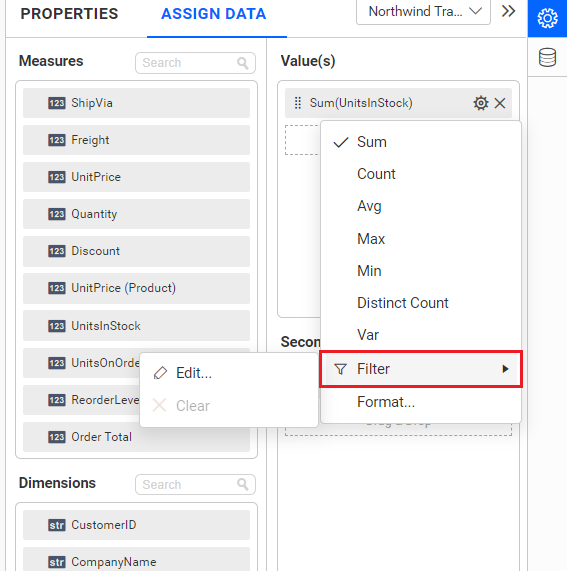 PROPERTIES
ASSIGN DATA
Northwind Tra...
Measures
Search
123 ShipVia
123 Freight
123 UnitPrice
123 Quantity
123 Discount
123 UnitPrice (Product)
123 UnitsInStock
123 UnitsOnOrde
123 ReorderLeve
123 Order Total
Dimensions
Search
str CustomerID
str CompanyName
Value(s)
Sum(UnitsInStock)
Sum
Count
Avg
Max
Min
Distinct Count
Var
Filter
Format...
Edit...
Clear
Secon